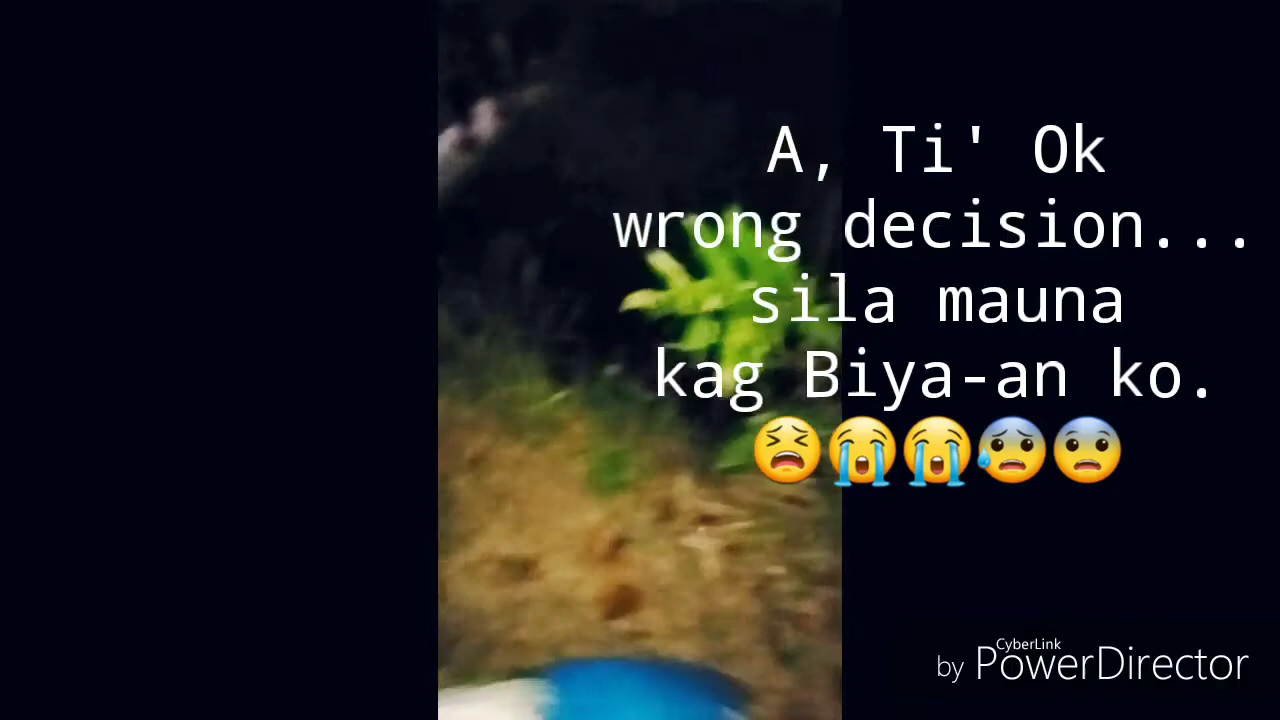 A, Ti' Ok
wrong decision...
sila mauna
kag Biya-an ko.
😫😭😭😰😨
CyberLink
by PowerDirector